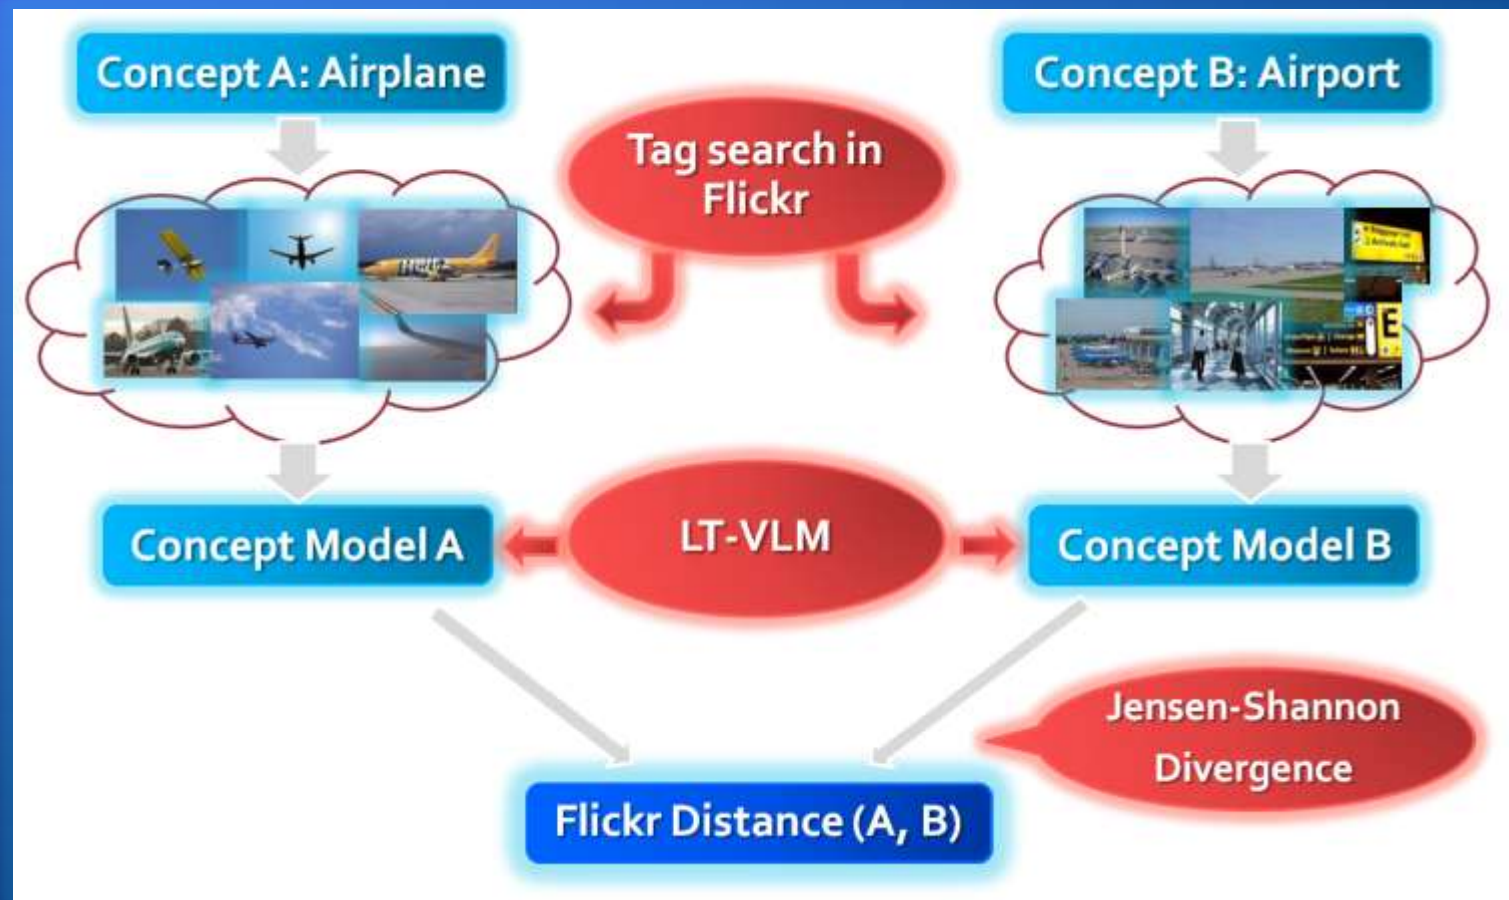 Concept A: Airplane
Concept B: Airport
Tag search in
Flickr
E
Concept Model A
LT-VLM
Concept Model B
Jensen-Shannon
Divergence
Flickr Distance (A, B)